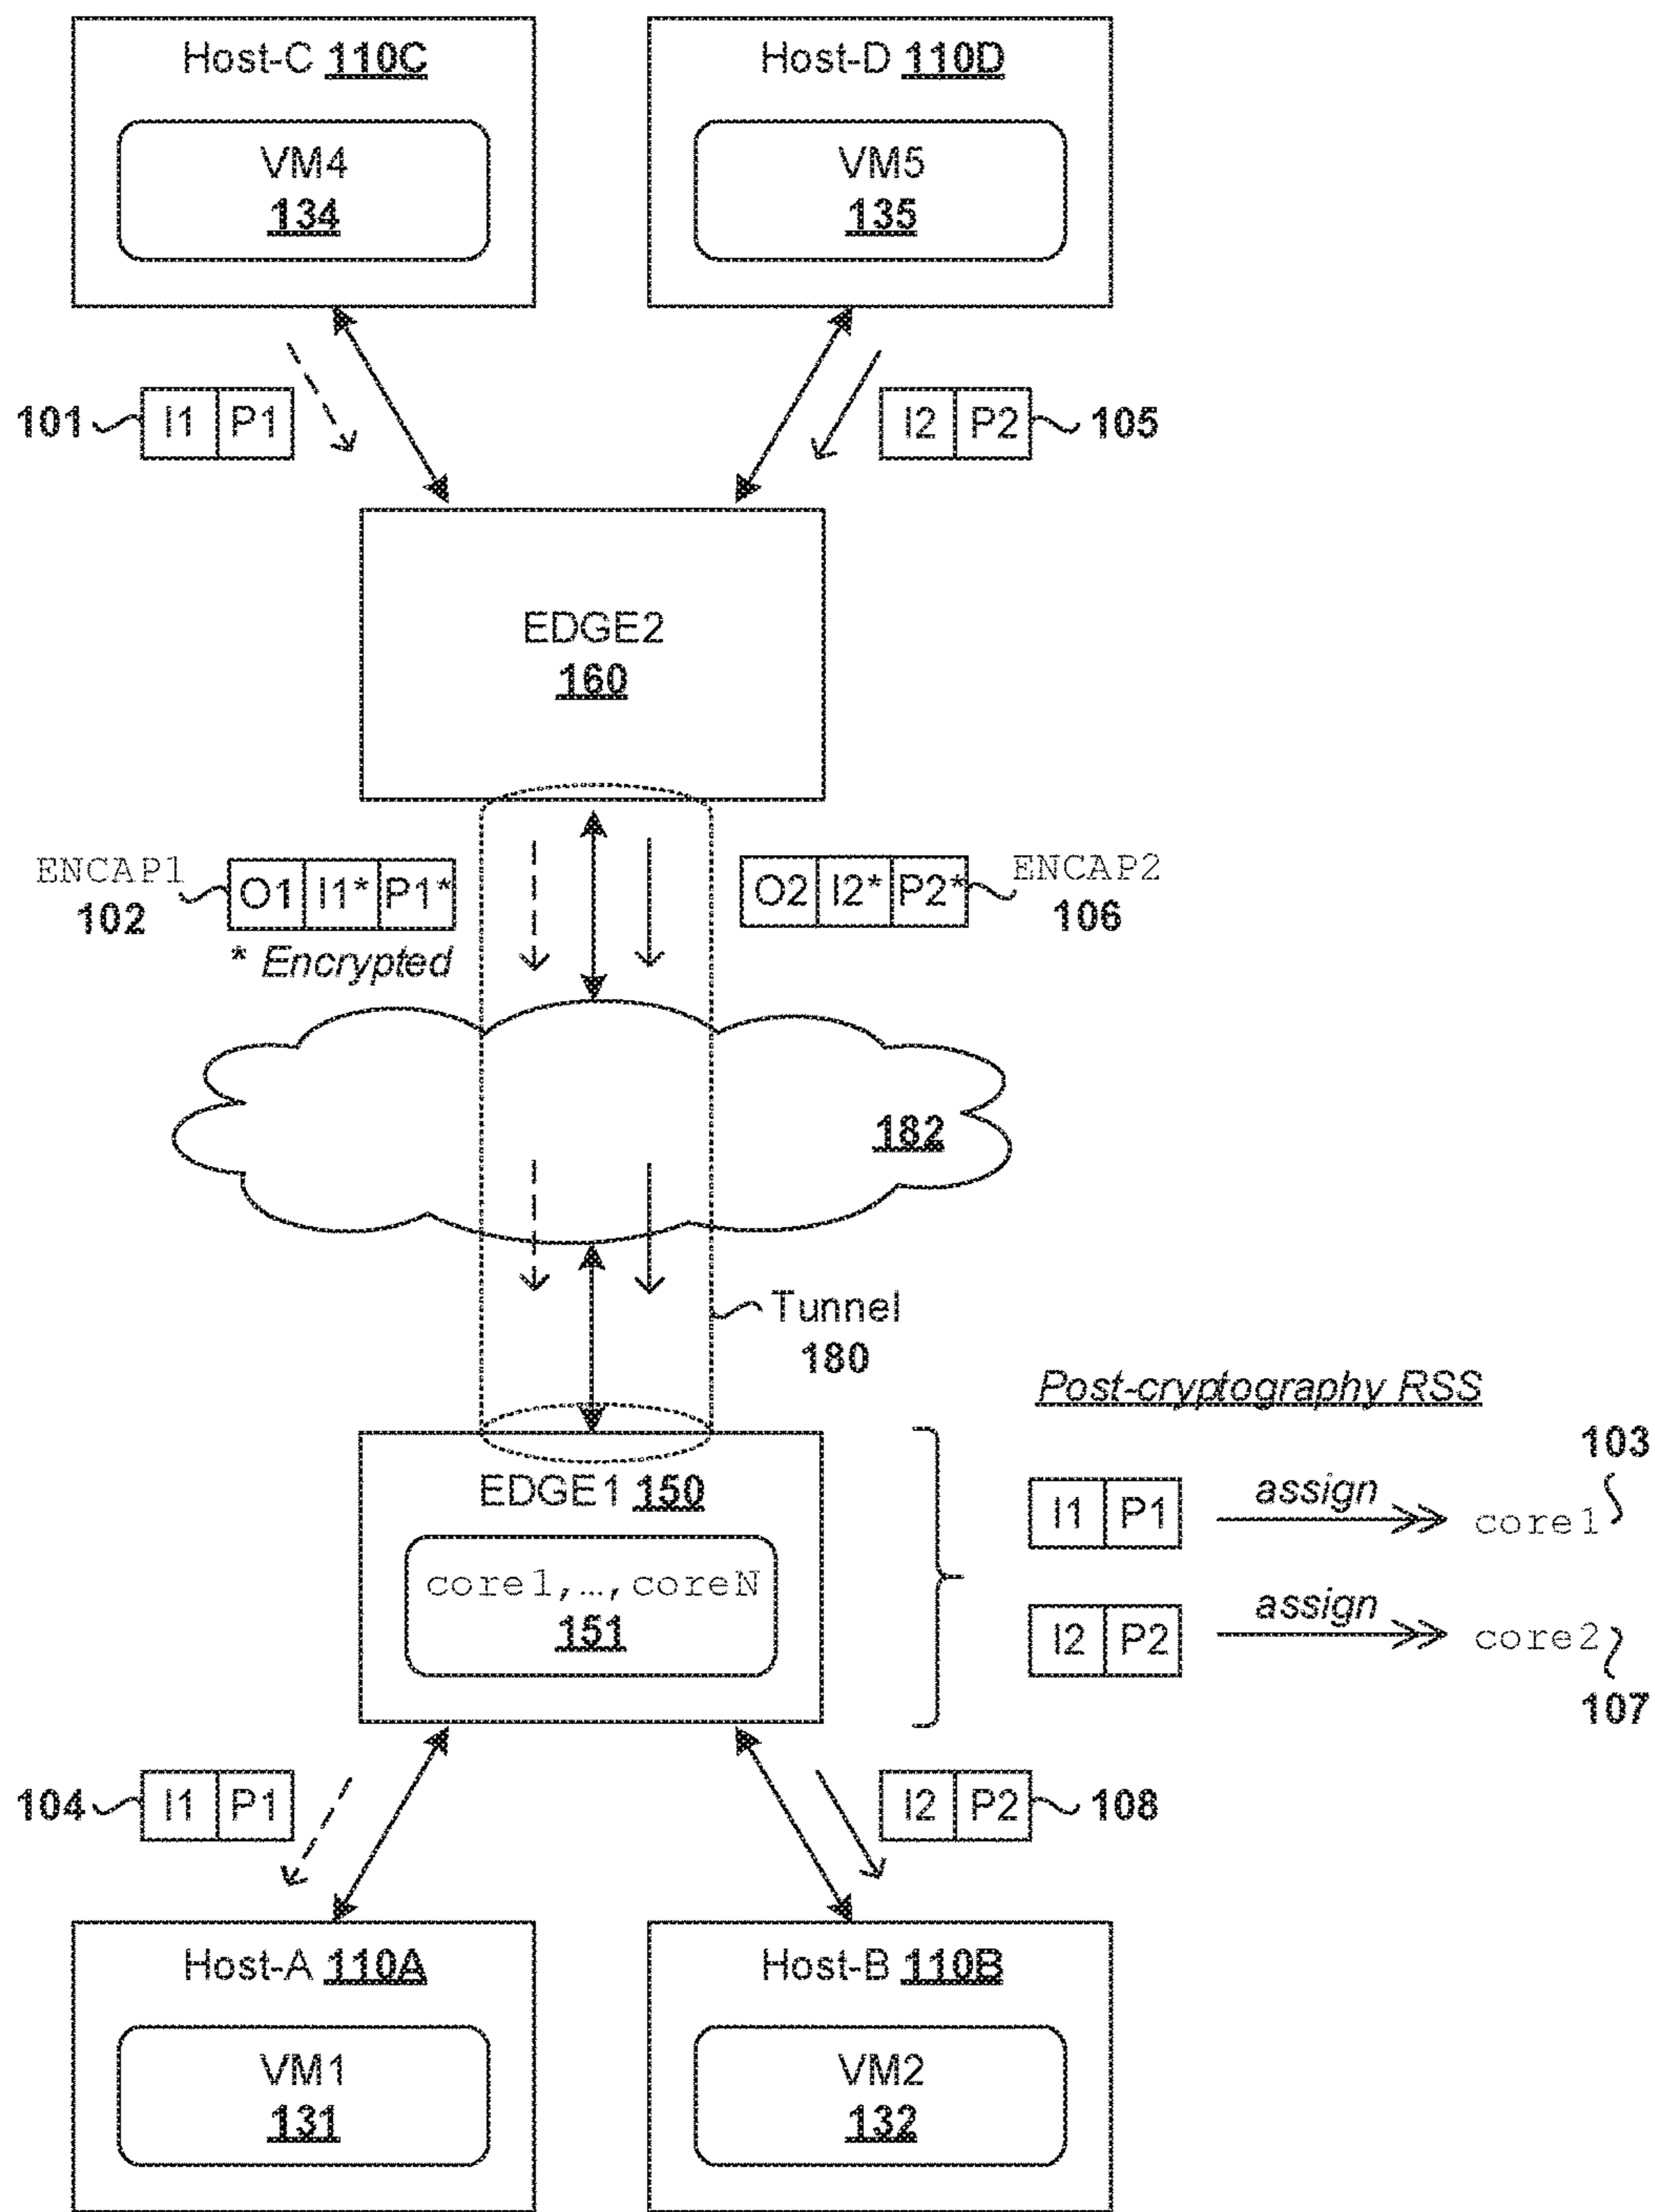 Host-C 110C
Host-D 110D
VM4
134
VM5
135
101
I1 P1
I2 P2
105
EDGE2
160
ENCAP1
102
O1 I1* P1*
* Encrypted
O2 I2* P2*
ENCAP2
106
182
Tunnel
180
Post-cryptography RSS
103
EDGE1 150
core1,...,coreN
151
I1 P1
assign
core1
I2 P2
assign
core2
107
104
I1 P1
I2 P2
108
Host-A 110A
Host-B 110B
VM1
131
VM2
132